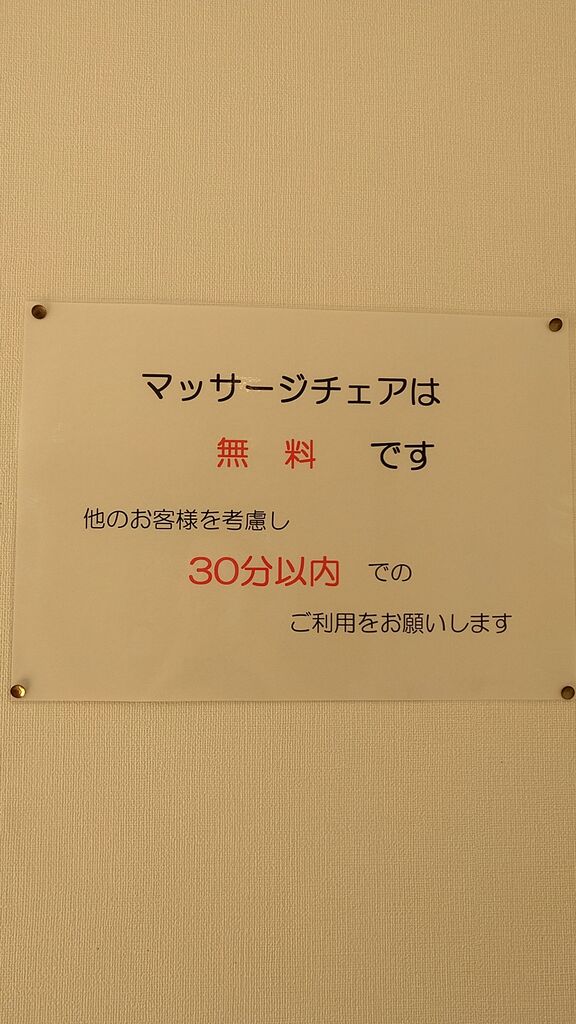 マッサージチェアは
無 料 です
他のお客様を考慮し
30分以内 での
ご利用をお願いします